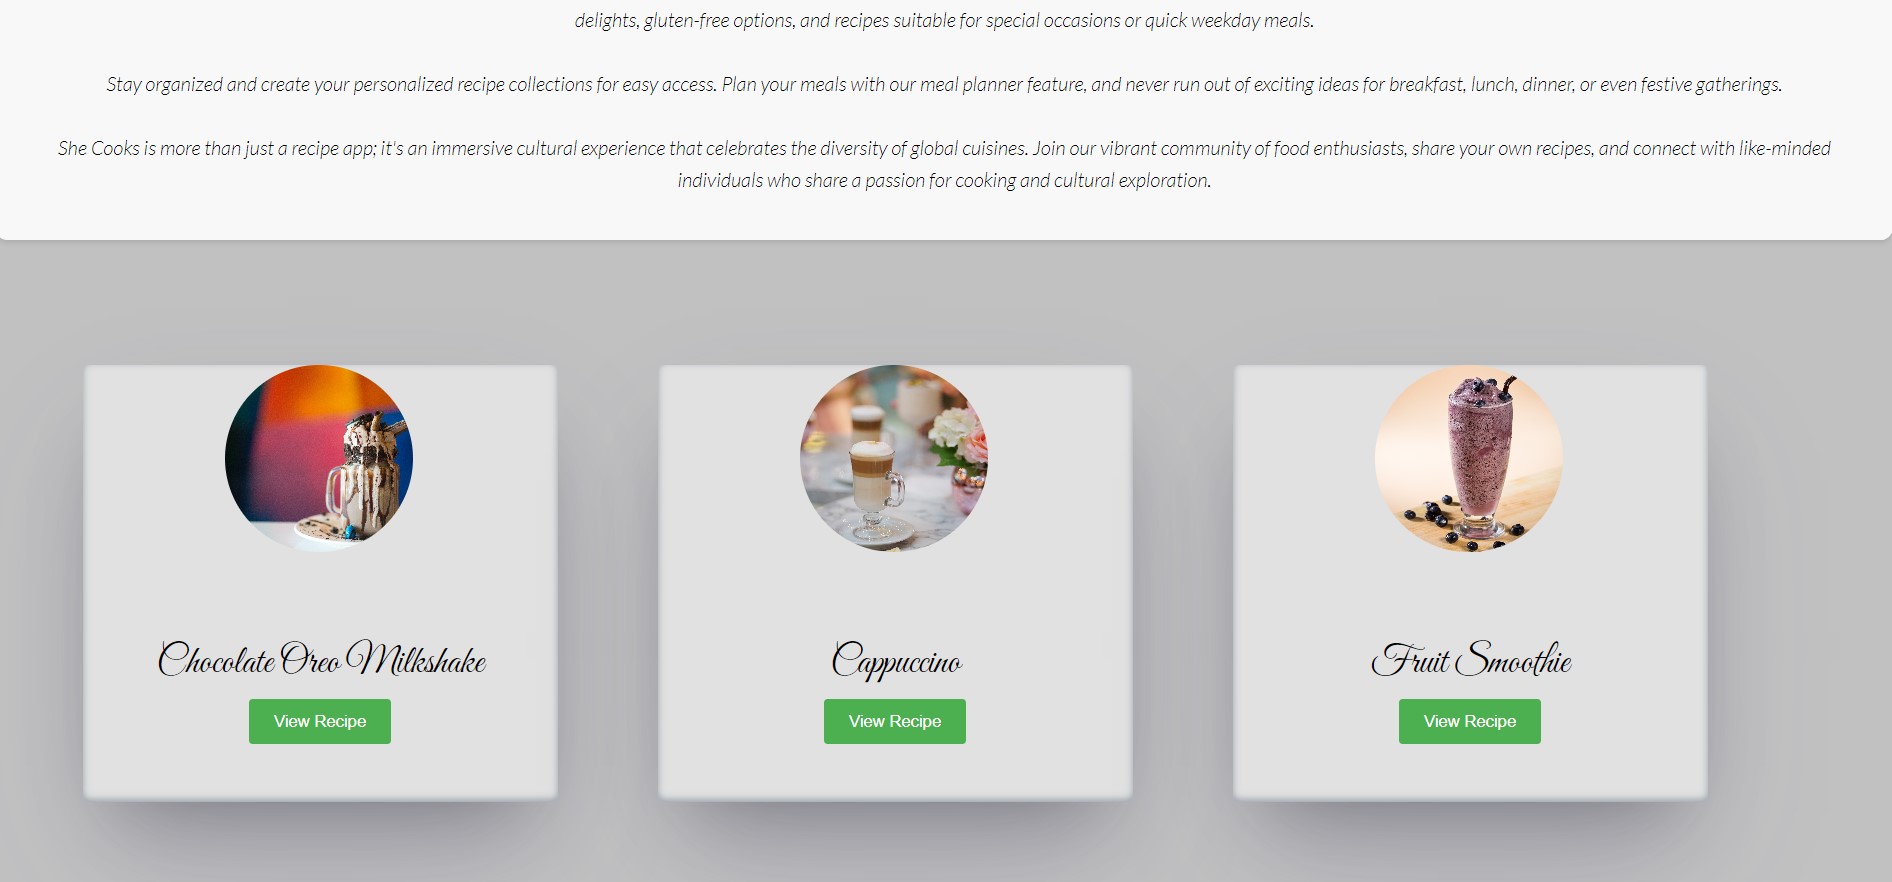 delights, gluten-free options, and recipes suitable for special occasions or quick weekday meals.
Stay organized and create your personalized recipe collections for easy access. Plan your meals with our meal planner feature, and never run out of exciting ideas for breakfast, lunch, dinner, or even festive gatherings.
She Cooks is more than just a recipe app; it's an immersive cultural experience that celebrates the diversity of global cuisines. Join our vibrant community of food enthusiasts, share your own recipes, and connect with like-minded
individuals who share a passion for cooking and cultural exploration.
Chocolate Oreo Milkshake
View Recipe
Cappuccino
View Recipe
Fruit Smoothie
View Recipe